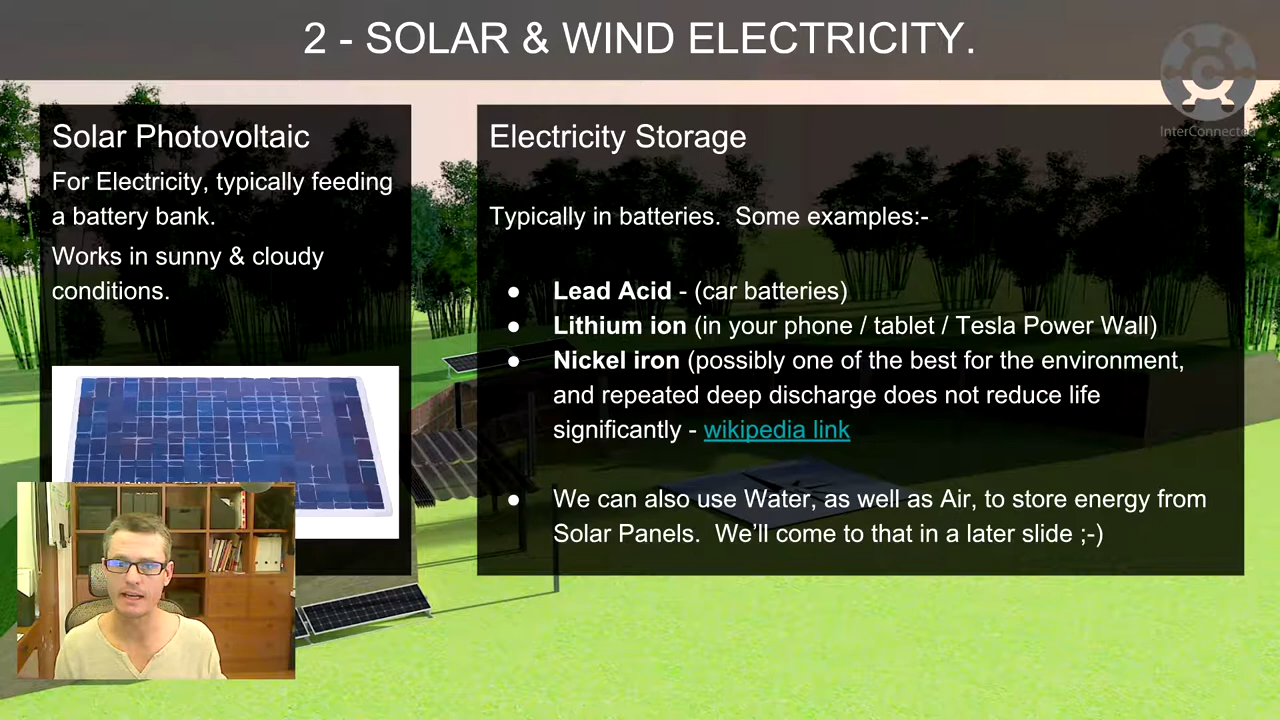 2 - SOLAR & WIND ELECTRICITY.
InterConnected
Solar Photovoltaic
For Electricity, typically feeding
a battery bank.
Works in sunny & cloudy
conditions.
Electricity Storage
Typically in batteries.  Some examples:-
● Lead Acid - (car batteries)
● Lithium ion (in your phone / tablet / Tesla Power Wall)
● Nickel iron (possibly one of the best for the environment,
and repeated deep discharge does not reduce life
significantly - wikipedia link
● We can also use Water, as well as Air, to store energy from
Solar Panels.  We’ll come to that in a later slide ;-)